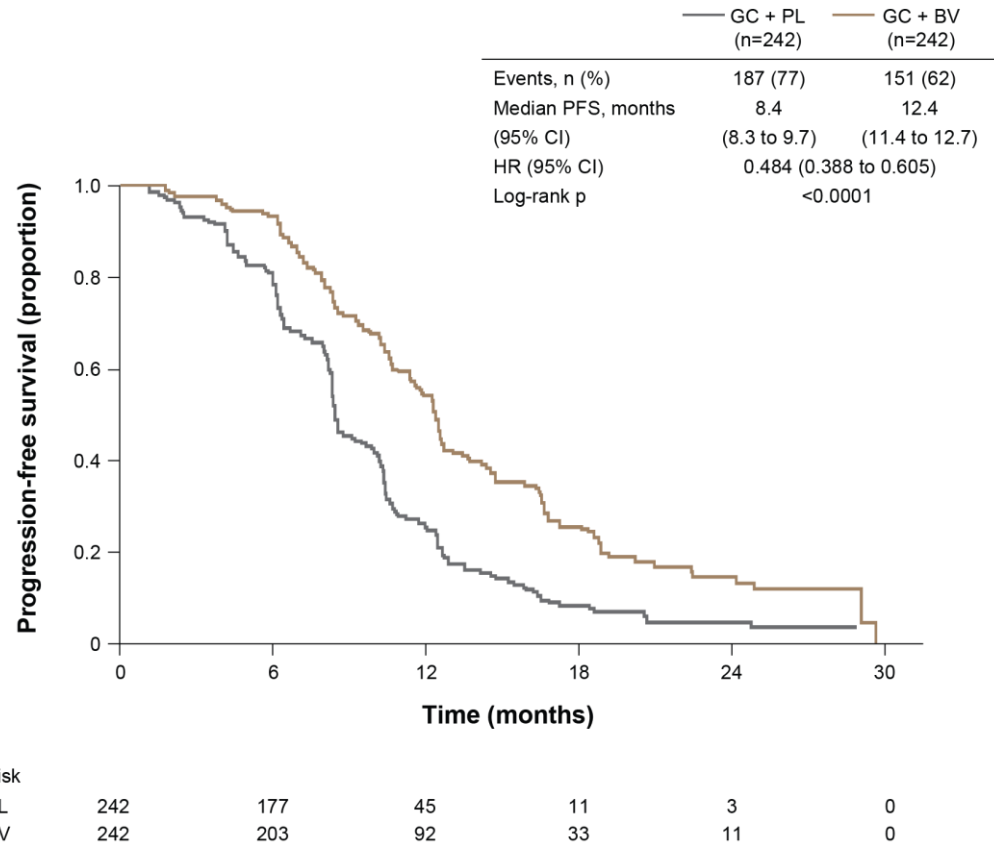 GC + PL GC + BV
(n=242) (n=242)
Events, n (%) 187 (77) 151 (62)
Median PFS, months 8.4 12.4
(95% CI) (8.3 to 9.7) (11.4 to 12.7)
HR (95% CI) 0.484 (0.388 to 0.605)
Log-rank p <0.0001
Progression-free survival (proportion)
1.0
0.8
0.6
0.4
0.2
0
0 6 12 18 24 30
Time (months)
isk
L 242 177 45 11 3 0
V 242 203 92 33 11 0